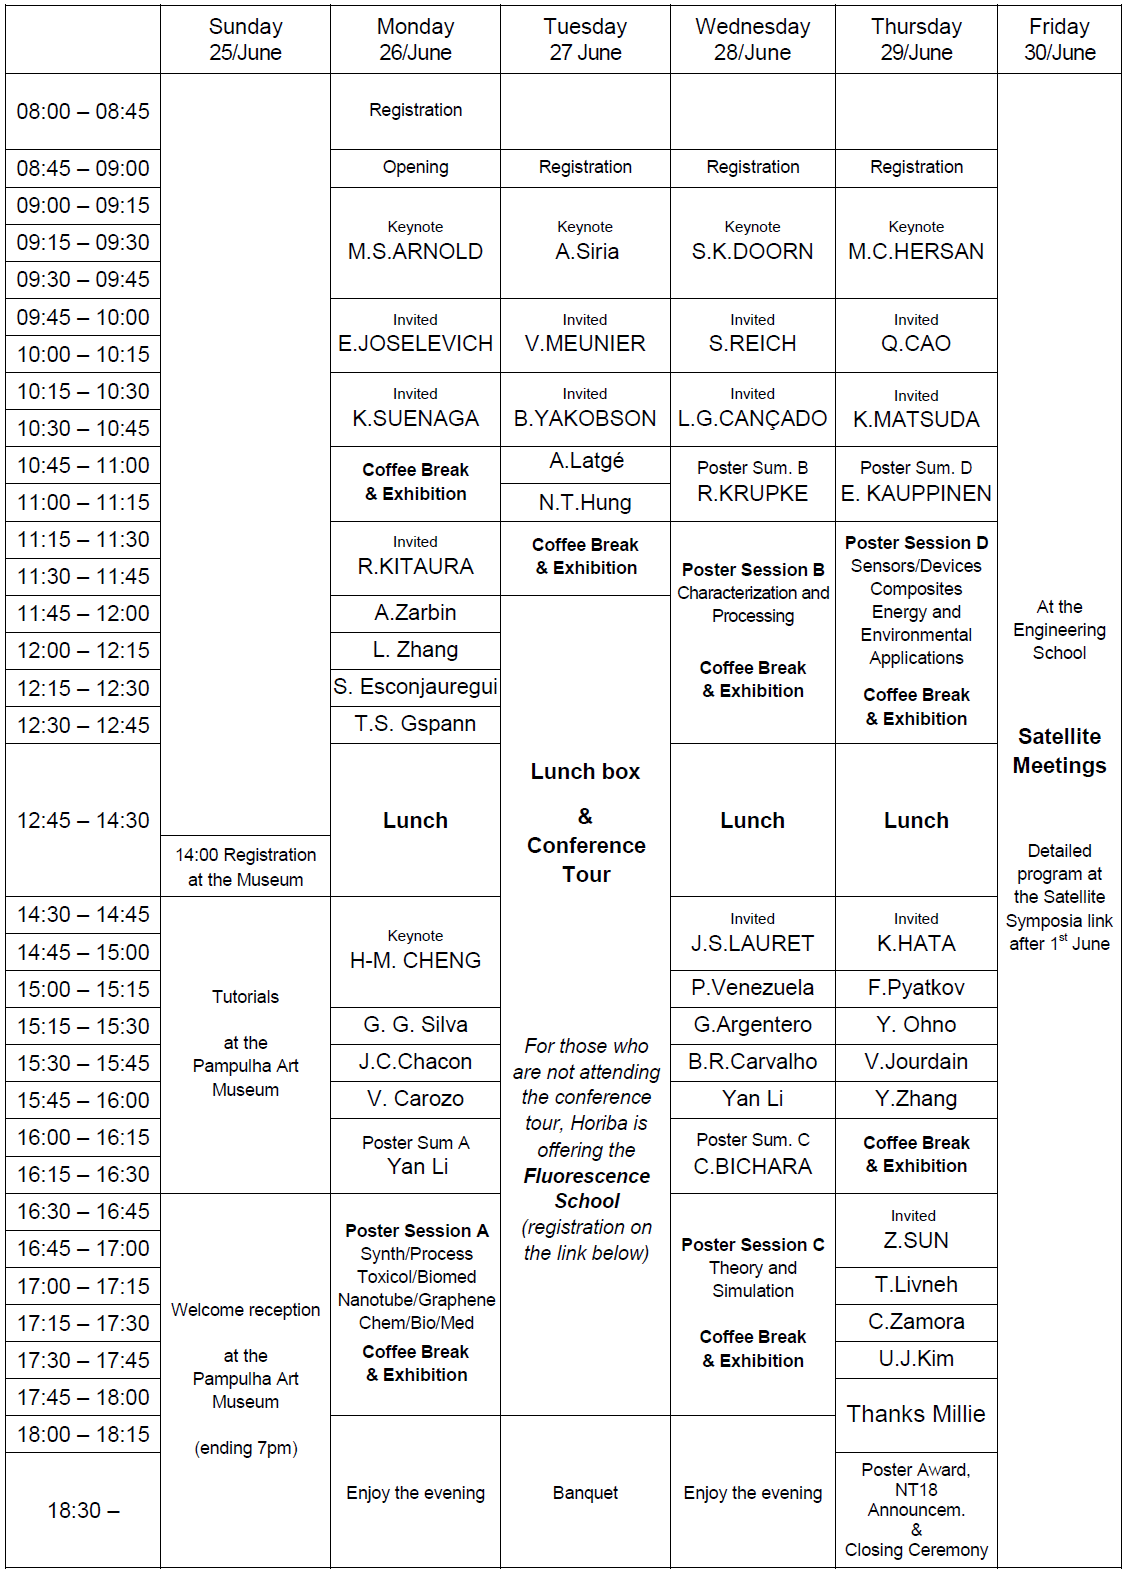 Sunday
25/June
Monday
26/June
Tuesday
27 June
Wednesday
28/June
Thursday
29/June
Friday
30/June
08:00 – 08:45
Registration
08:45 – 09:00
Opening
Registration
Registration
Registration
09:00 – 09:15
09:15 – 09:30
09:30 – 09:45
Keynote
M.S.ARNOLD
Keynote
A.Siria
Keynote
S.K.DOORN
Keynote
M.C.HERSAN
09:45 – 10:00
10:00 – 10:15
Invited
E.JOSELEVICH
Invited
V.MEUNIER
Invited
S.REICH
Invited
Q.CAO
10:15 – 10:30
10:30 – 10:45
Invited
K.SUENAGA
Invited
B.YAKOBSON
Invited
L.G.CANÇADO
Invited
K.MATSUDA
10:45 – 11:00
11:00 – 11:15
Coffee Break
& Exhibition
A.Latgé
N.T.Hung
Poster Sum. B
R.KRUPKE
Poster Sum. D
E. KAUPPINEN
11:15 – 11:30
11:30 – 11:45
Invited
R.KITAURA
Coffee Break
& Exhibition
Poster Session B
Characterization and
Processing
Coffee Break
& Exhibition
Poster Session D
Sensors/Devices
Composites
Energy and
Environmental
Applications
Coffee Break
& Exhibition
11:45 – 12:00
A.Zarbin
12:00 – 12:15
L. Zhang
12:15 – 12:30
S. Esconjauregui
12:30 – 12:45
T.S. Gspann
At the
Engineering
School
Satellite
Meetings
Detailed
program at
the Satellite
Symposia link
after 1st June
12:45 – 14:30
14:00 Registration
at the Museum
Lunch
Lunch box
&
Conference
Tour
Lunch
Lunch
14:30 – 14:45
14:45 – 15:00
15:00 – 15:15
Tutorials
at the
Pampulha Art
Museum
Keynote
H-M. CHENG
For those who
are not attending
the conference
tour, Horiba is
offering the
Fluorescence
School
(registration on
the link below)
Invited
J.S.LAURET
P.Venezuela
Invited
K.HATA
F.Pyatkov
15:15 – 15:30
G. G. Silva
G.Argentero
Y. Ohno
15:30 – 15:45
J.C.Chacon
B.R.Carvalho
V.Jourdain
15:45 – 16:00
V. Carozo
Yan Li
Y.Zhang
16:00 – 16:15
16:15 – 16:30
Poster Sum A
Yan Li
Poster Sum. C
C.BICHARA
Coffee Break
& Exhibition
16:30 – 16:45
16:45 – 17:00
17:00 – 17:15
17:15 – 17:30
17:30 – 17:45
17:45 – 18:00
18:00 – 18:15
Welcome reception
at the
Pampulha Art
Museum
(ending 7pm)
Poster Session A
Synth/Process
Toxicol/Biomed
Nanotube/Graphene
Chem/Bio/Med
Coffee Break
& Exhibition
Poster Session C
Theory and
Simulation
Coffee Break
& Exhibition
Invited
Z.SUN
T.Livneh
C.Zamora
U.J.Kim
Thanks Millie
18:30 –
Enjoy the evening
Banquet
Enjoy the evening
Poster Award,
NT18
Announcem.
&
Closing Ceremony